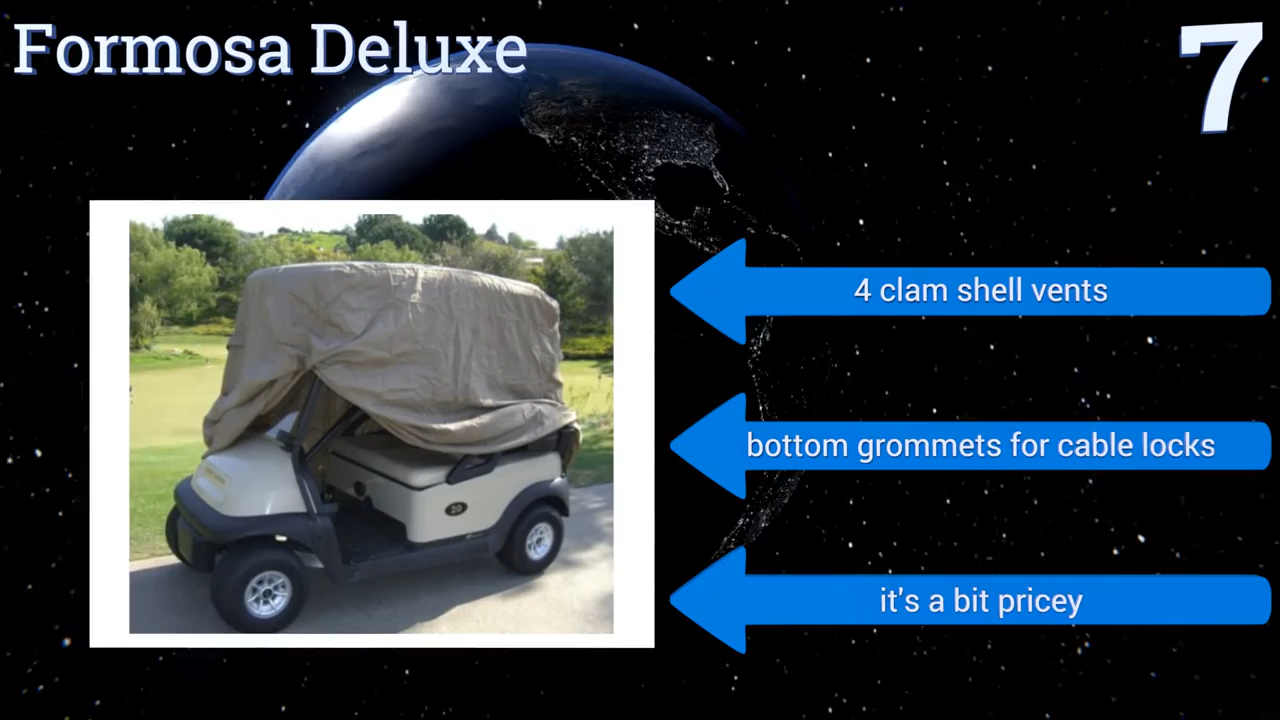 Formosa Deluxe
7
4 clam shell vents
bottom grommets for cable locks
it's a bit pricey
20